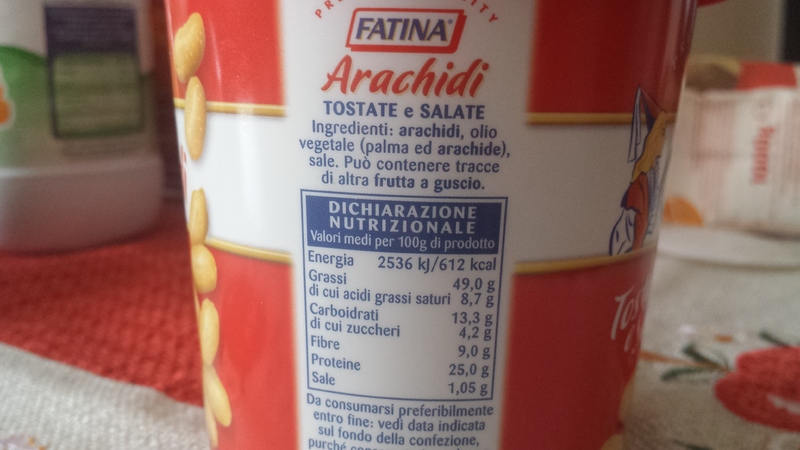 FATINA®
Arachidi
TOSTATE e SALATE
Ingredienti: arachidi, olio
vegetale (palma ed arachide),
sale. Può contenere tracce
di altra frutta a guscio.
DICHIARAZIONE
NUTRIZIONALE
Valori medi per 100g di prodotto
Energia 2536 kJ/612 kcal
Grassi 49,0 g
di cui acidi grassi saturi 8,7 g
Carboidrati 13,3 g
di cui zuccheri 4,2 g
Fibre 9,0 g
Proteine 25,0 g
Sale 1,05 g
Da consumarsi preferibilmente
entro fine: vedi data indicata
sul fondo della confezione,
purché